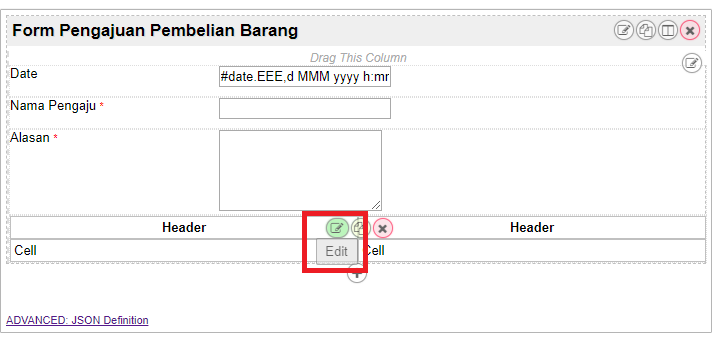 Form Pengajuan Pembelian Barang
Drag This Column
Date #date.EEE,d MMM yyyy h:mr
Nama Pengaju *
Alasan *
Header Header
Cell Edit Cell
ADVANCED: JSON Definition